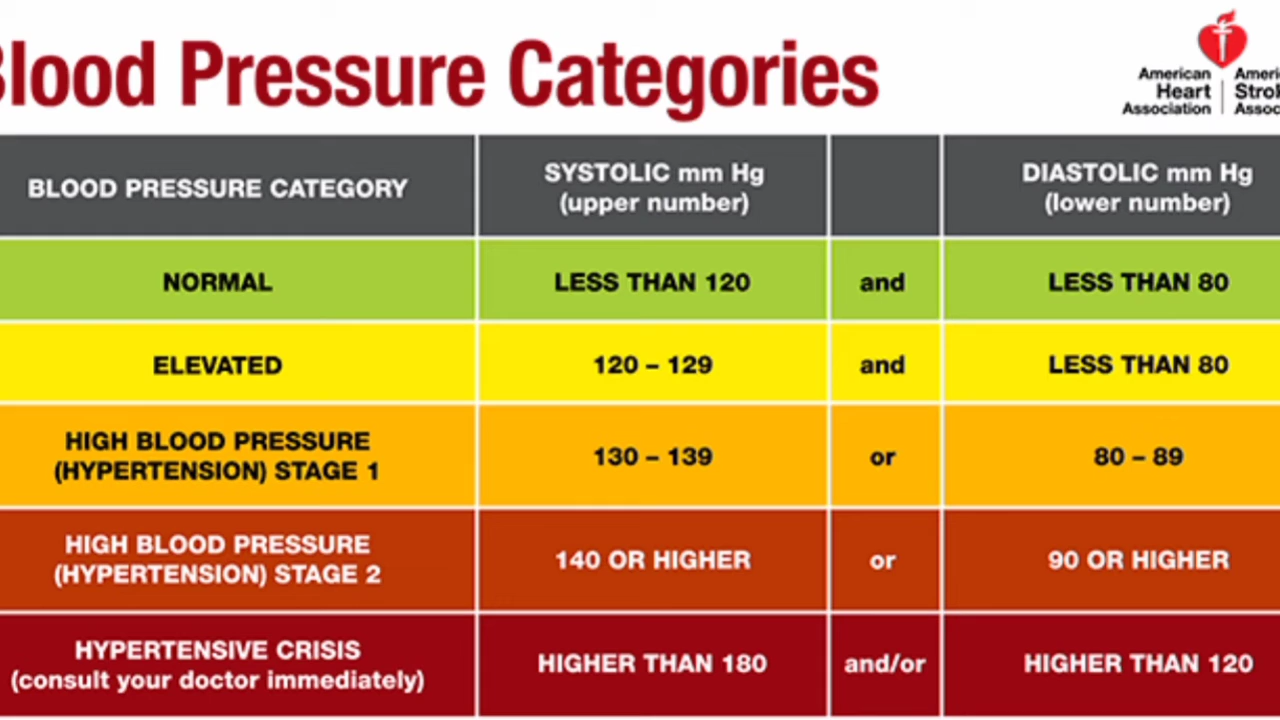 Blood Pressure Categories
American
Heart
Association
American
Stroke
Association
BLOOD PRESSURE CATEGORY
SYSTOLIC mm Hg
(upper number)
DIASTOLIC mm Hg
(lower number)
NORMAL
LESS THAN 120
and
LESS THAN 80
ELEVATED
120 – 129
and
LESS THAN 80
HIGH BLOOD PRESSURE
(HYPERTENSION) STAGE 1
130 – 139
or
80 – 89
HIGH BLOOD PRESSURE
(HYPERTENSION) STAGE 2
140 OR HIGHER
or
90 OR HIGHER
HYPERTENSIVE CRISIS
(consult your doctor immediately)
HIGHER THAN 180
and/or
HIGHER THAN 120